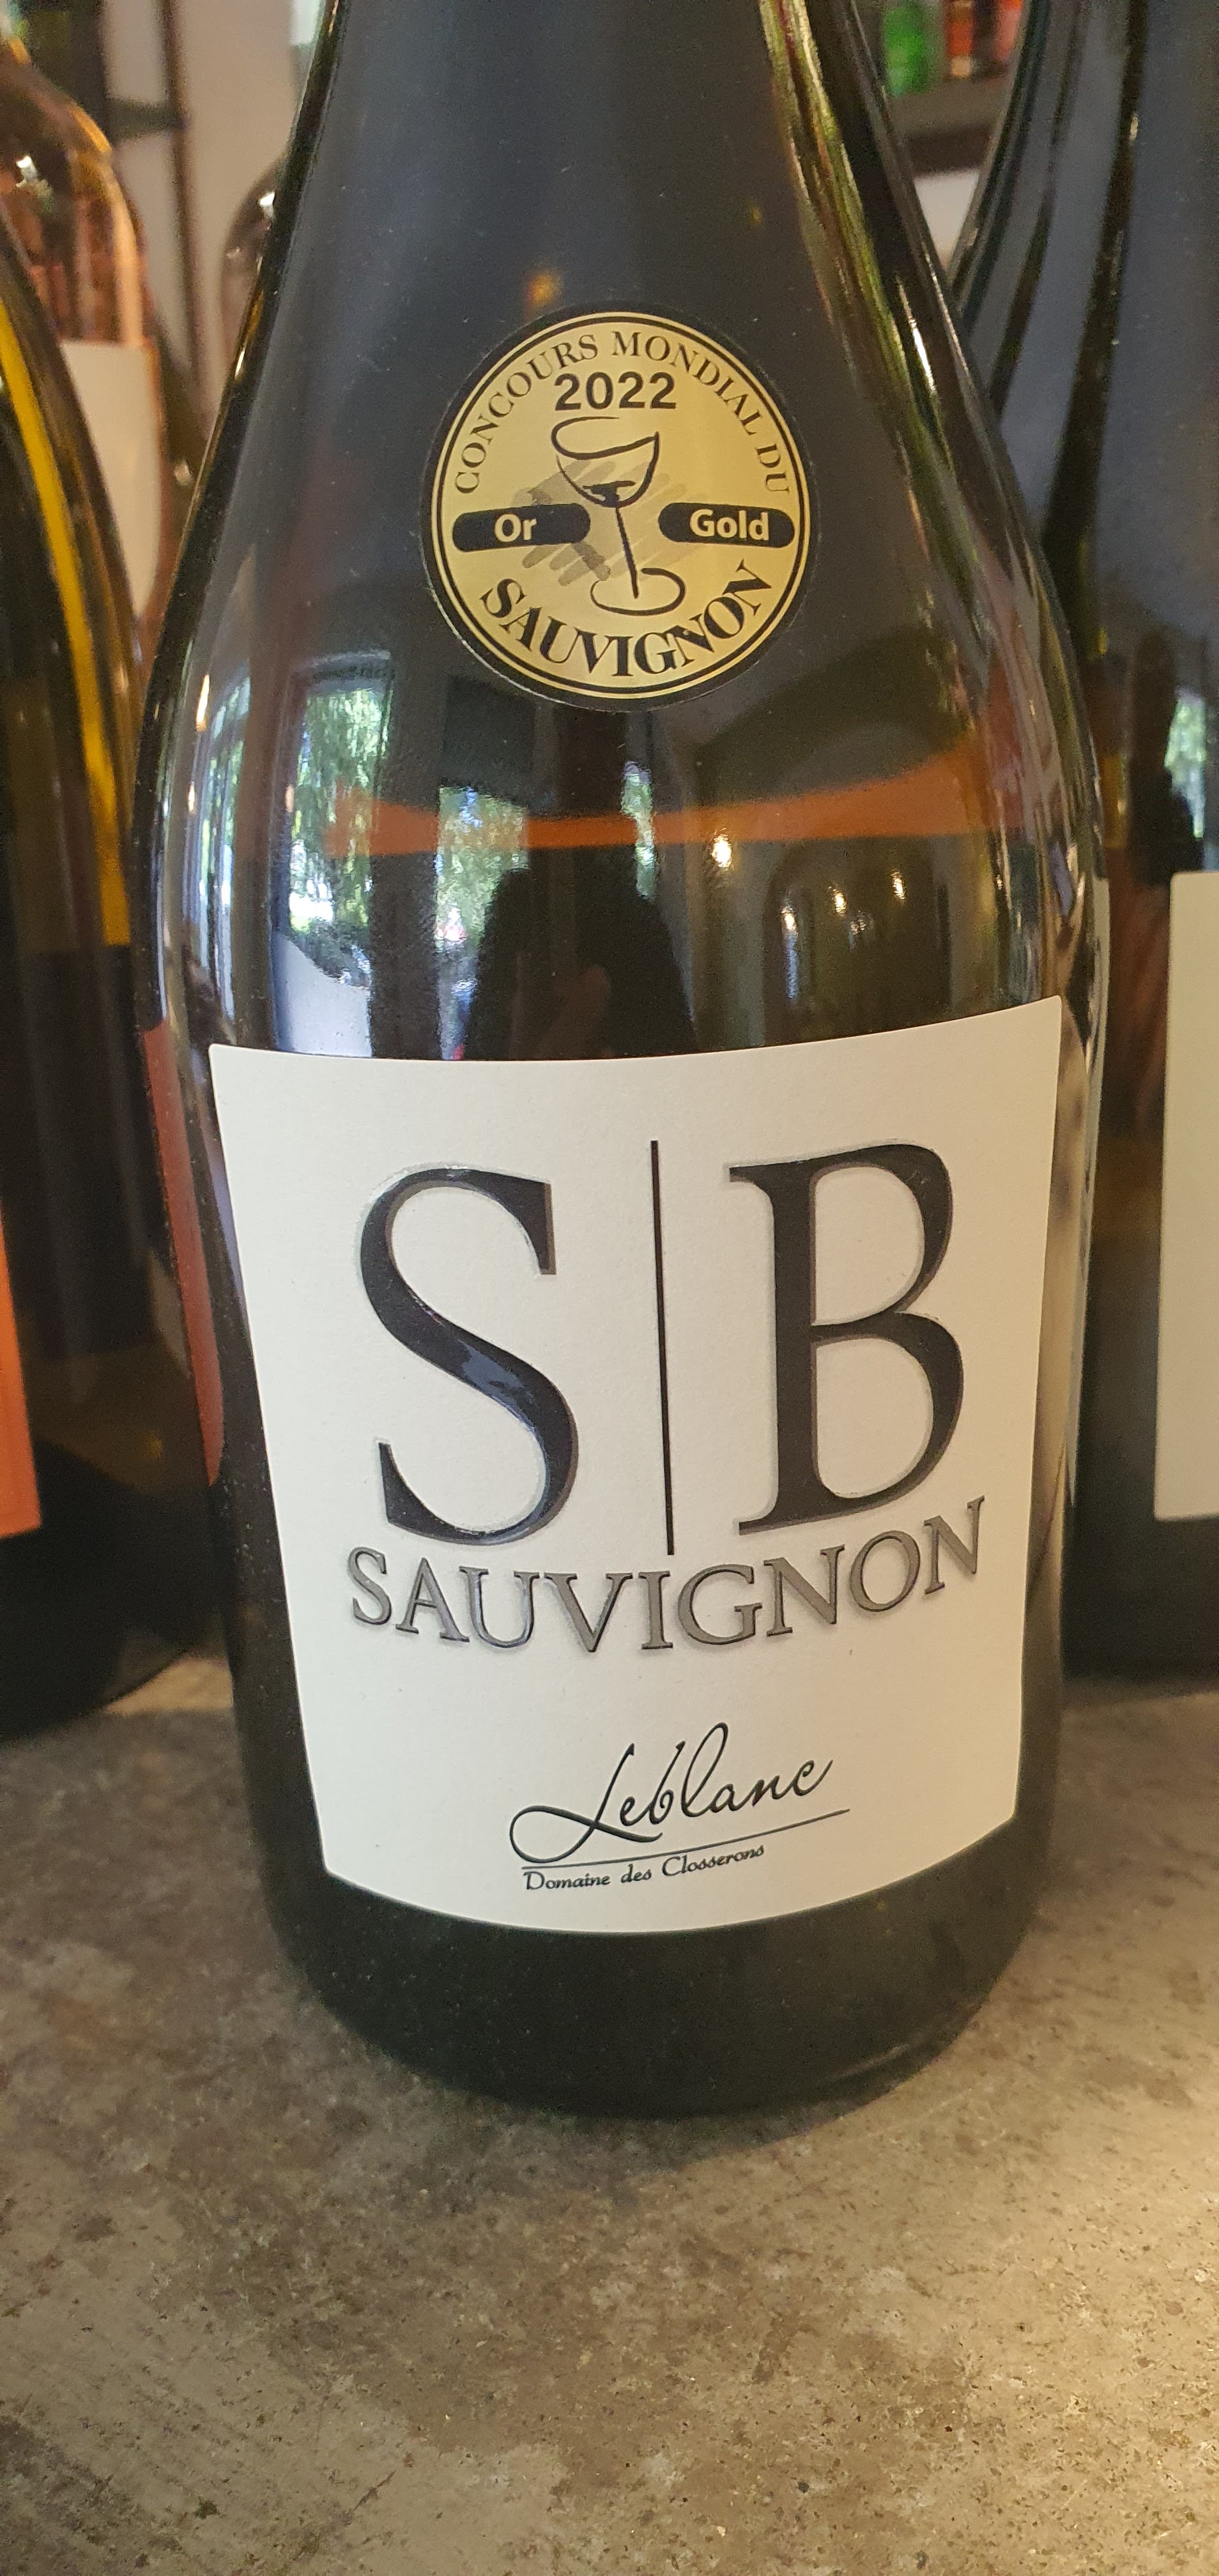 CONCOURS MONDIAL DU
2022
Or Gold
SAUVIGNON
S|B
SAUVIGNON
Leblanc
Domaine des Closserons